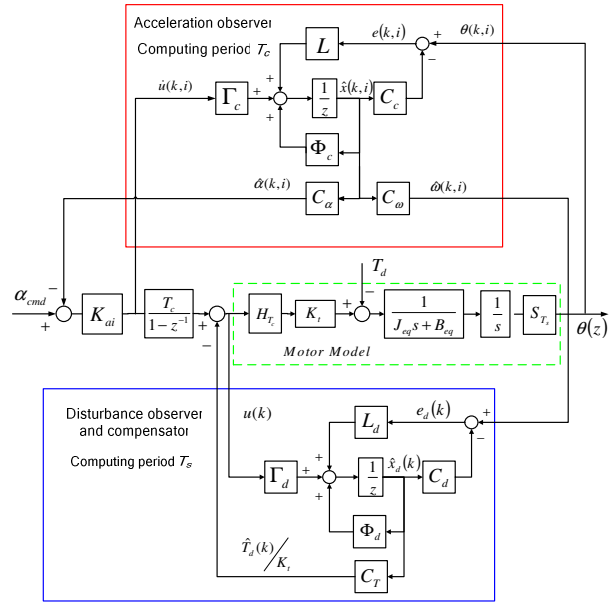 Acceleration observer
Computing period T_c
L
e(k,i)
+
−
θ(k,i)
u̇(k,i)
Γ_c
+
+
+
1/z
x̂(k,i)
C_c
Φ_c
α̂(k,i)
C_α
C_ω
ω̂(k,i)
α_cmd
−
+
K_ai
T_c/(1−z⁻¹)
+
−
T_d
−
+
H_{T_c}
K_t
1/(J_eq s+B_eq)
1/s
S_{T_s}
θ(z)
Motor Model
Disturbance observer
and compensator
Computing period T_s
u(k)
L_d
e_d(k)
+
−
Γ_d
+
+
+
1/z
x̂_d(k)
C_d
Φ_d
T̂_d(k)/K_t
C_T